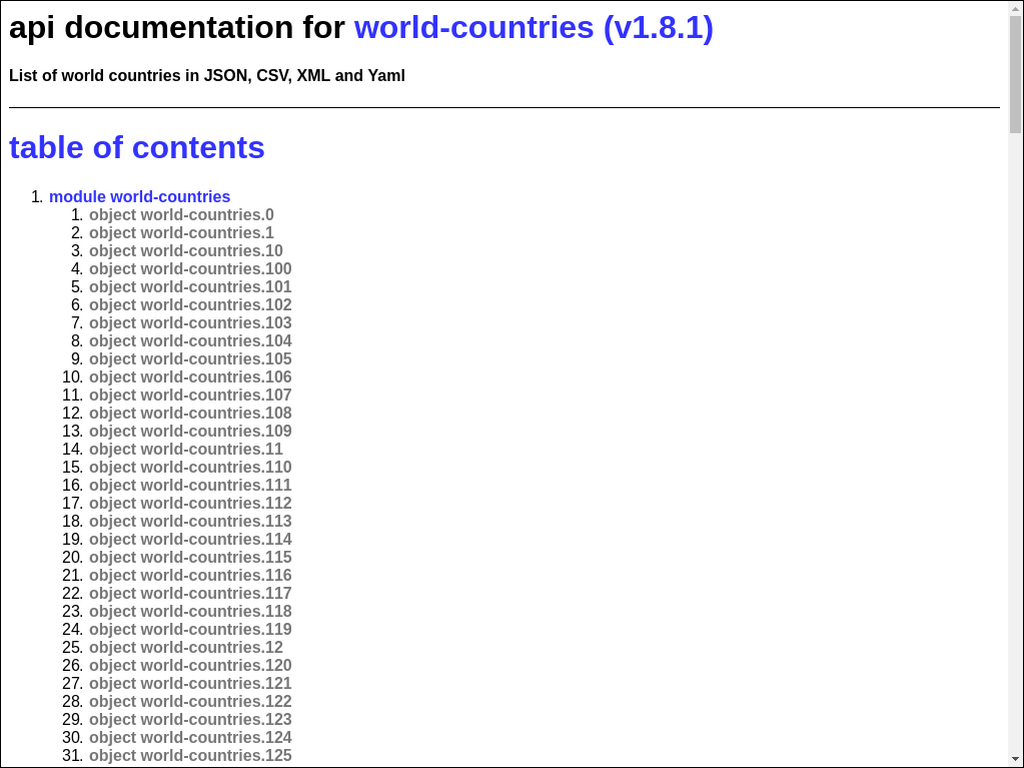 api documentation for world-countries (v1.8.1)
List of world countries in JSON, CSV, XML and Yaml
table of contents
1. module world-countries
1. object world-countries.0
2. object world-countries.1
3. object world-countries.10
4. object world-countries.100
5. object world-countries.101
6. object world-countries.102
7. object world-countries.103
8. object world-countries.104
9. object world-countries.105
10. object world-countries.106
11. object world-countries.107
12. object world-countries.108
13. object world-countries.109
14. object world-countries.11
15. object world-countries.110
16. object world-countries.111
17. object world-countries.112
18. object world-countries.113
19. object world-countries.114
20. object world-countries.115
21. object world-countries.116
22. object world-countries.117
23. object world-countries.118
24. object world-countries.119
25. object world-countries.12
26. object world-countries.120
27. object world-countries.121
28. object world-countries.122
29. object world-countries.123
30. object world-countries.124
31. object world-countries.125